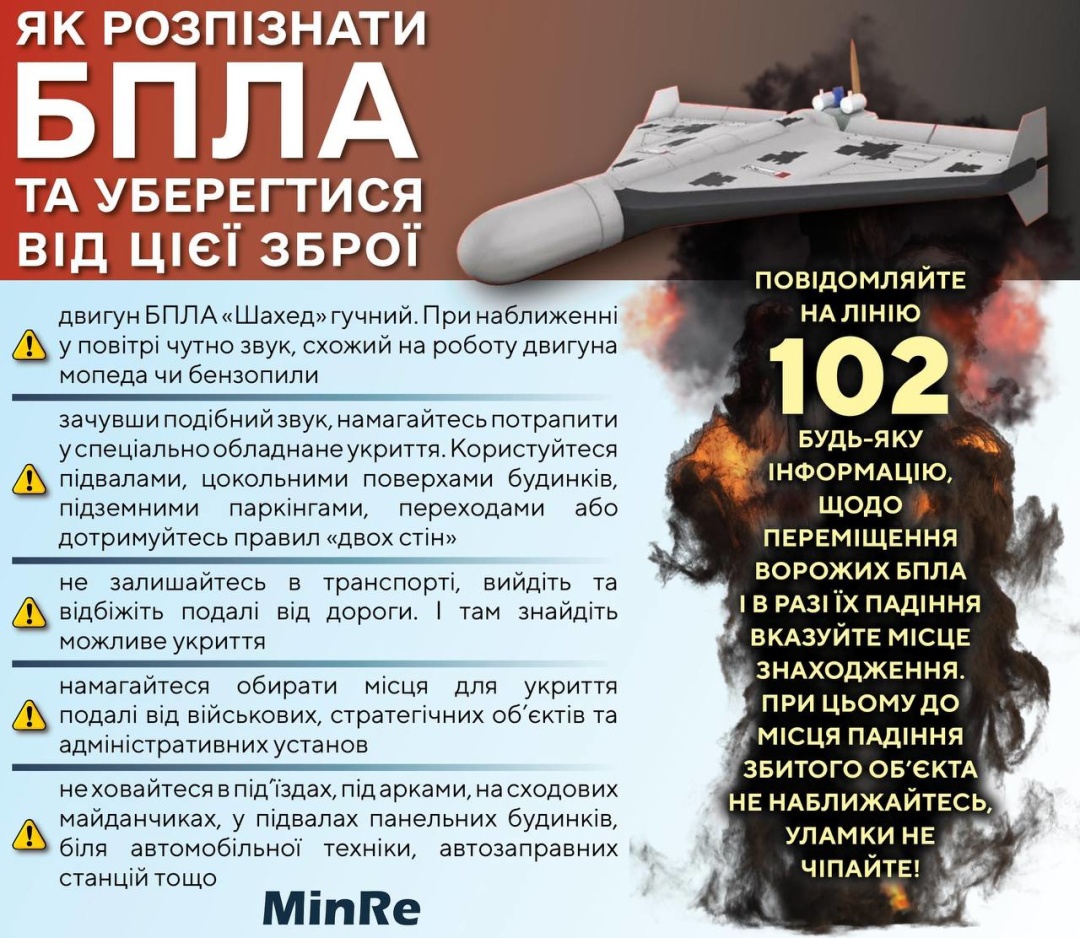 ЯК РОЗПІЗНАТИ
БПЛА
ТА УБЕРЕГТИСЯ
ВІД ЦІЄЇ ЗБРОЇ
двигун БПЛА «Шахед» гучний. При наближенні
у повітрі чутно звук, схожий на роботу двигуна
мопеда чи бензопили
зачувши подібний звук, намагайтесь потрапити
у спеціально обладнане укриття. Користуйтеся
підвалами, цокольними поверхами будинків,
підземними паркінгами, переходами або
дотримуйтесь правил «двох стін»
не залишайтесь в транспорті, вийдіть та
відбіжіть подалі від дороги. І там знайдіть
можливе укриття
намагайтеся обирати місця для укриття
подалі від військових, стратегічних об’єктів та
адміністративних установ
не ховайтеся в під’їздах, під арками, на сходових
майданчиках, у підвалах панельних будинків,
біля автомобільної техніки, автозаправних
станцій тощо
MinRe
ПОВІДОМЛЯЙТЕ
НА ЛІНІЮ
102
БУДЬ-ЯКУ
ІНФОРМАЦІЮ,
ЩОДО
ПЕРЕМІЩЕННЯ
ВОРОЖИХ БПЛА
І В РАЗІ ЇХ ПАДІННЯ
ВКАЗУЙТЕ МІСЦЕ
ЗНАХОДЖЕННЯ.
ПРИ ЦЬОМУ ДО
МІСЦЯ ПАДІННЯ
ЗБИТОГО ОБ’ЄКТА
НЕ НАБЛИЖАЙТЕСЬ,
УЛАМКИ НЕ
ЧІПАЙТЕ!